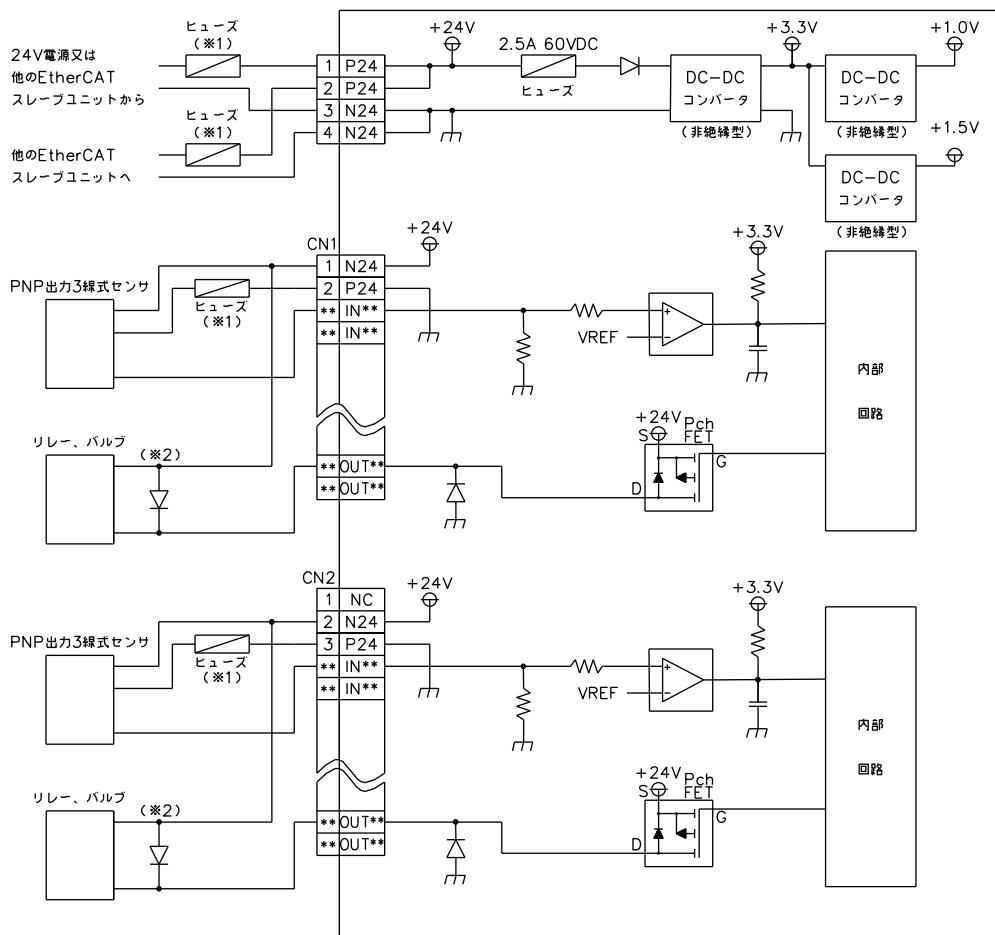 24V電源又は
他のEtherCAT
スレーブユニットから
ヒューズ
(※1)
ヒューズ
(※1)
他のEtherCAT
スレーブユニットへ
1 P24
2 P24
3 N24
4 N24
+24V
2.5A 60VDC
ヒューズ
DC-DC
コンバータ
(非絶縁型)
+3.3V
DC-DC
コンバータ
(非絶縁型)
+1.0V
+1.5V
DC-DC
コンバータ
(非絶縁型)
CN1
1 N24
2 P24
** IN**
** IN**
** OUT**
** OUT**
+24V
PNP出力3線式センサ
ヒューズ
(※1)
リレー、バルブ
(※2)
VREF
+
-
+3.3V
+24V
S
Pch
FET
G
D
内部
回路
CN2
1 NC
2 N24
3 P24
** IN**
** IN**
** OUT**
** OUT**
+24V
PNP出力3線式センサ
ヒューズ
(※1)
リレー、バルブ
(※2)
VREF
+
-
+3.3V
+24V
S
Pch
FET
G
D
内部
回路